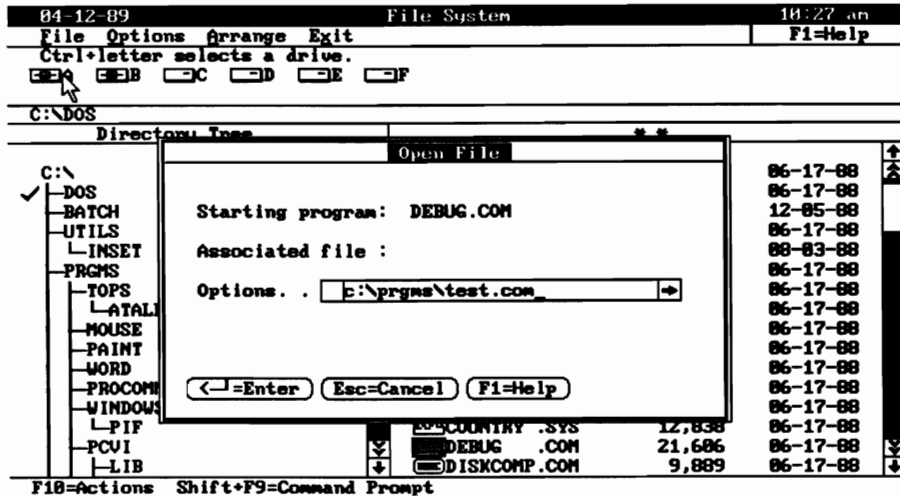 04-12-89 File System 10:27 am
File Options Arrange Exit F1=Help
Ctrl+letter selects a drive.
A B C D E F
C:\DOS
Directory Tree *.*
Open File
C:\ 06-17-88
DOS 06-17-88
BATCH Starting program: DEBUG.COM 12-05-88
UTILS 06-17-88
INSET Associated file : 08-03-88
PRGMS 06-17-88
TOPS Options. . c:\prgms\test.com_ 06-17-88
06-17-88
MOUSE 06-17-88
PAINT 06-17-88
WORD 06-17-88
06-17-88
=Enter Esc=Cancel F1=Help
WINDOWS 06-17-88
PIF COUNTRY .SYS 12,838 06-17-88
PCVI DEBUG .COM 21,606 06-17-88
LIB DISKCOMP.COM 9,889 06-17-88
F10=Actions Shift+F9=Command Prompt